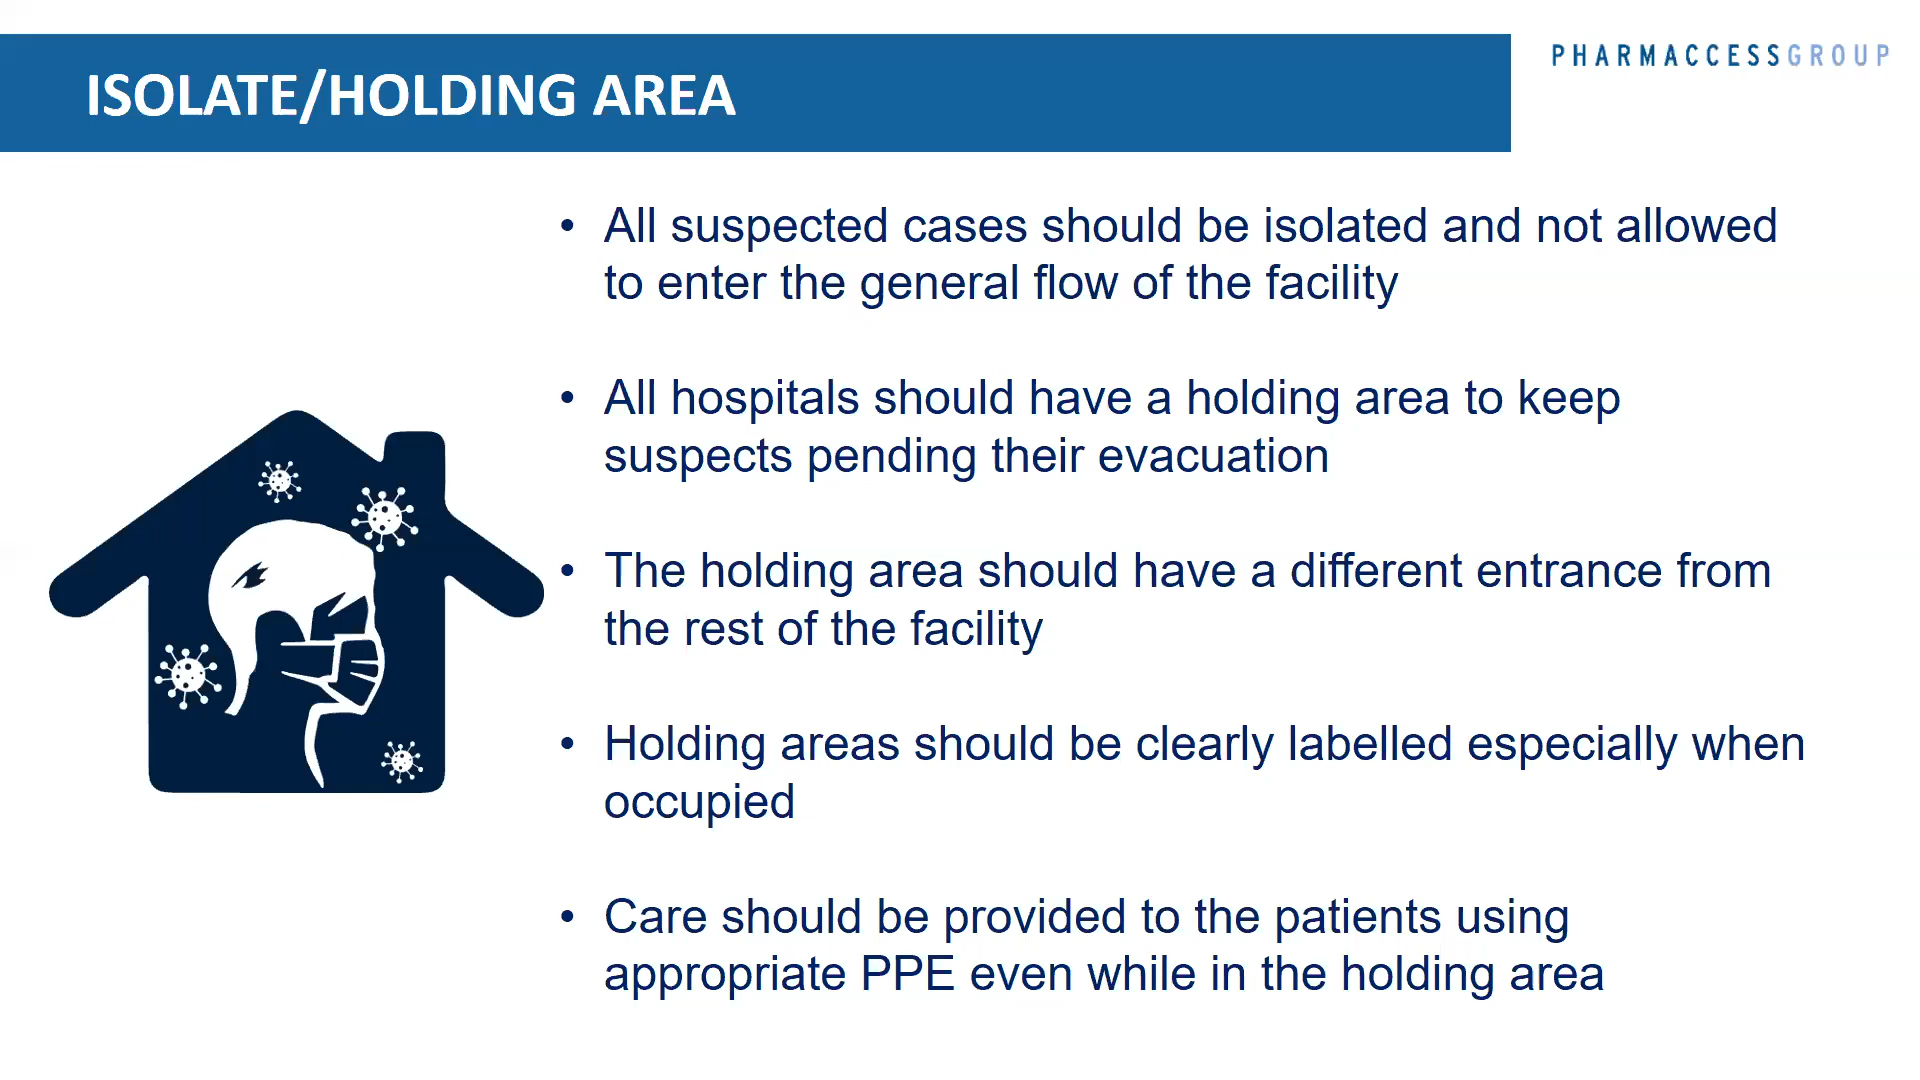 ISOLATE/HOLDING AREA
PHARMACCESSGROUP
• All suspected cases should be isolated and not allowed
to enter the general flow of the facility
• All hospitals should have a holding area to keep
suspects pending their evacuation
• The holding area should have a different entrance from
the rest of the facility
• Holding areas should be clearly labelled especially when
occupied
• Care should be provided to the patients using
appropriate PPE even while in the holding area